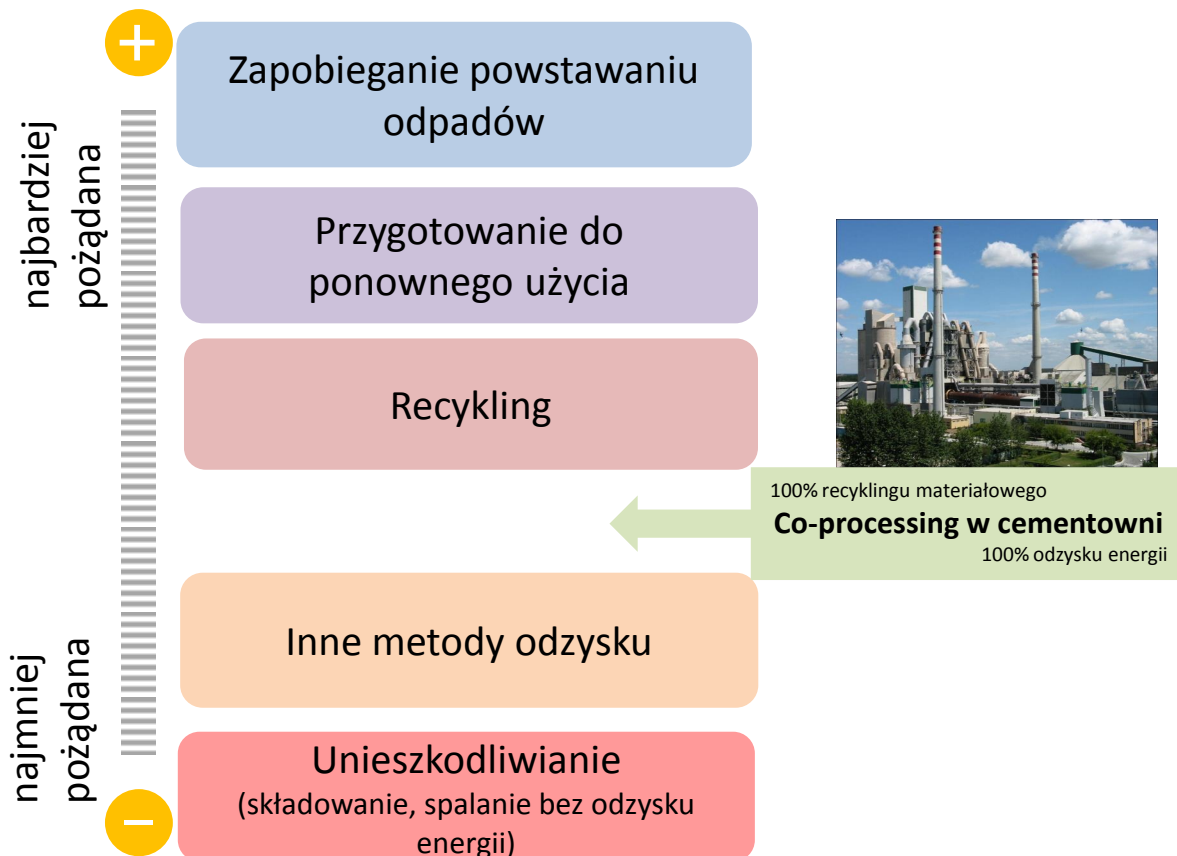 +
Zapobieganie powstawaniu
odpadów
najbardziej
pożądana
Przygotowanie do
ponownego użycia
Recykling
100% recyklingu materiałowego
Co-processing w cementowni
100% odzysku energii
Inne metody odzysku
najmniej
pożądana
Unieszkodliwianie
(składowanie, spalanie bez odzysku
energii)
−